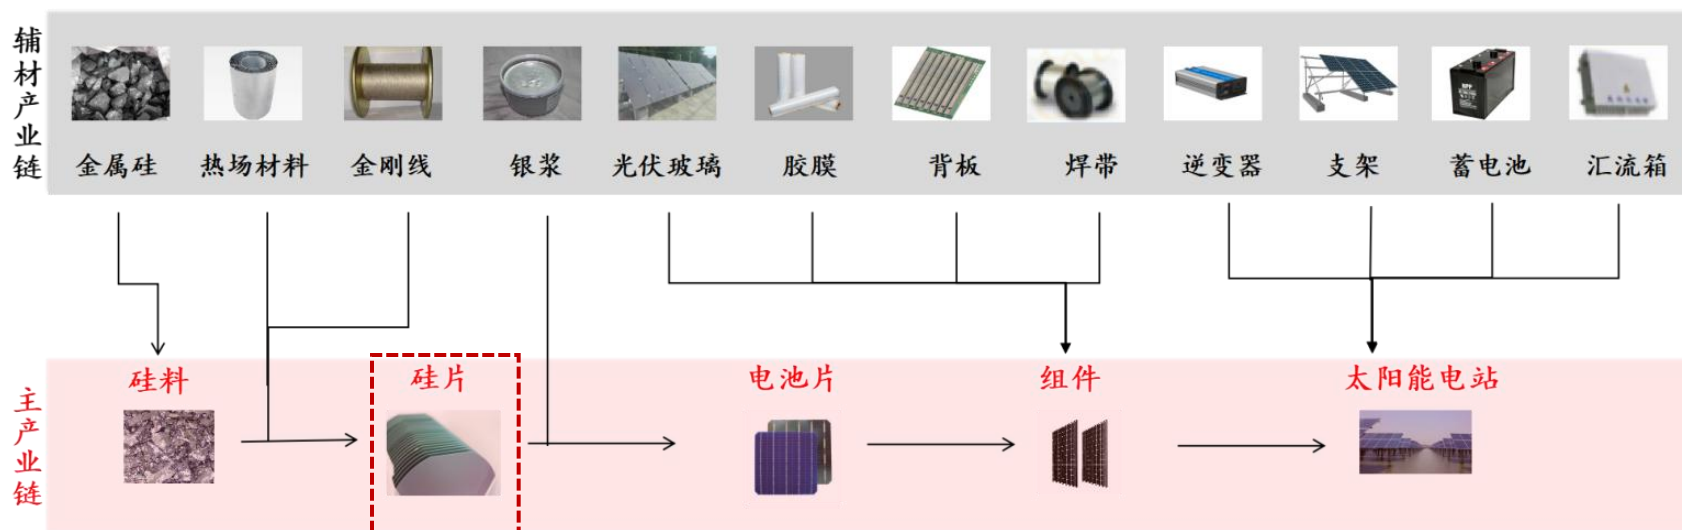 辅材产业链
金属硅 热场材料 金刚线 银浆 光伏玻璃 胶膜 背板 焊带 逆变器 支架 蓄电池 汇流箱
主产业链
硅料 硅片 电池片 组件 太阳能电站